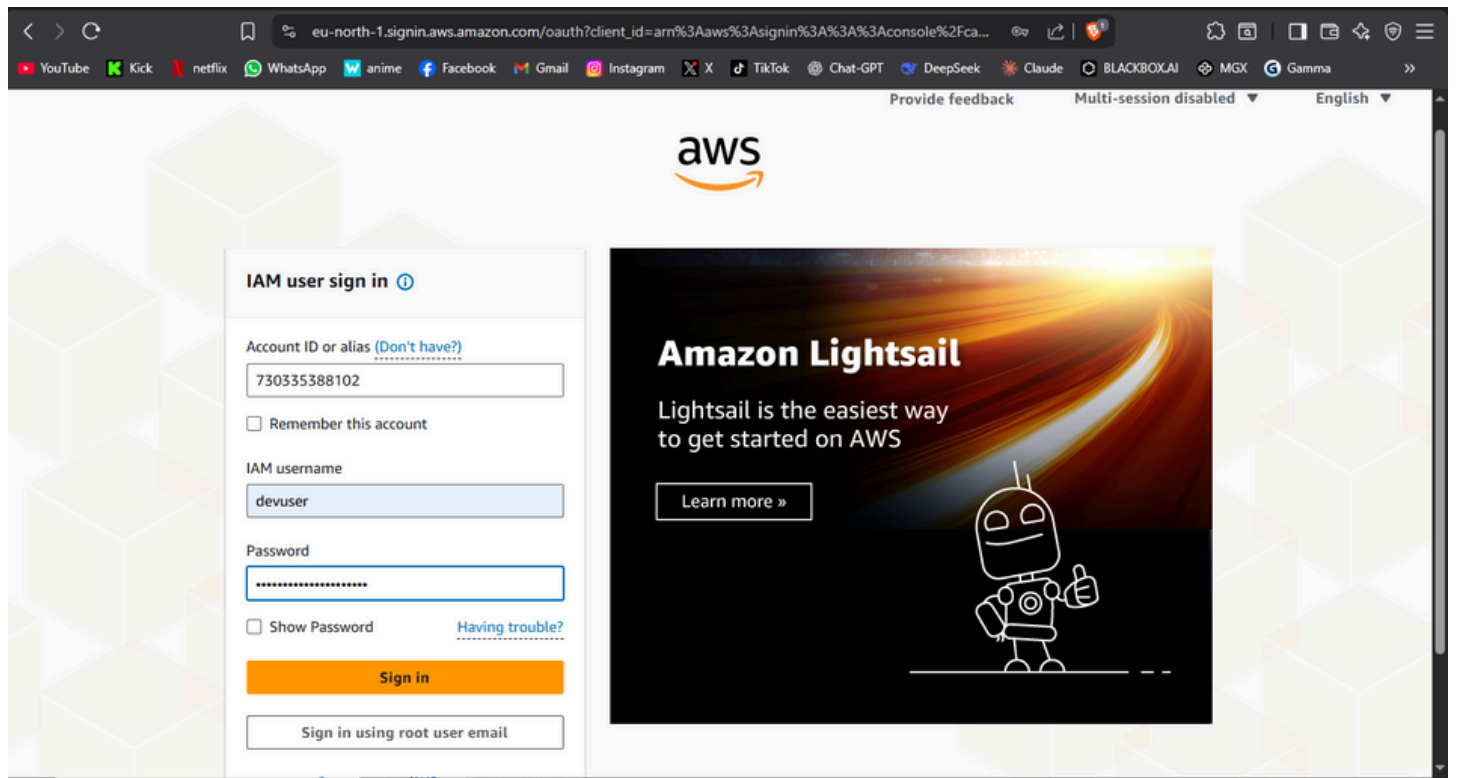 eu-north-1.signin.aws.amazon.com/oauth?client_id=arn%3Aaws%3Asignin%3A%3A%3Aconsole%2Fca...
YouTube Kick netflix WhatsApp anime Facebook Gmail Instagram X TikTok Chat-GPT DeepSeek Claude BLACKBOX.AI MGX Gamma »
Provide feedback Multi-session disabled ▼ English ▼
aws
IAM user sign in
Account ID or alias (Don't have?)
730335388102
Remember this account
IAM username
devuser
Password
•••••••••••••••••••••
Show Password Having trouble?
Sign in
Sign in using root user email
Amazon Lightsail
Lightsail is the easiest way
to get started on AWS
Learn more »